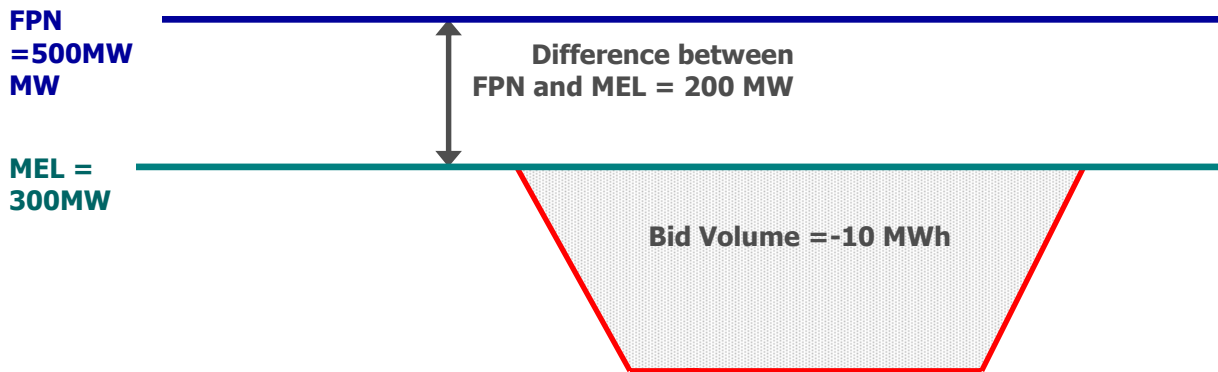 FPN
=500MW
MW
Difference between
FPN and MEL = 200 MW
MEL =
300MW
Bid Volume =-10 MWh